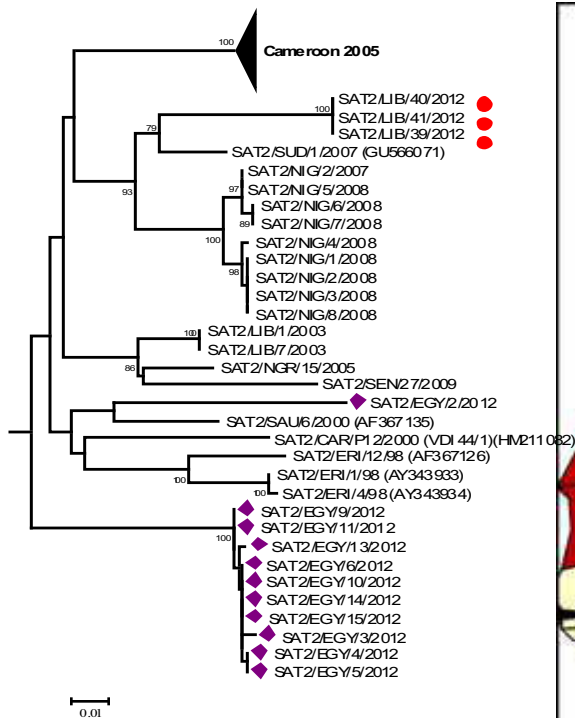 100
Cameroon 2005
SAT2/LIB/40/2012
100
SAT2/LIB/41/2012
SAT2/LIB/39/2012
79
SAT2/SUD/1/2007 (GU566071)
SAT2/NIG/2/2007
97
SAT2/NIG/5/2008
93
SAT2/NIG/6/2008
89
SAT2/NIG/7/2008
100
SAT2/NIG/4/2008
SAT2/NIG/1/2008
98
SAT2/NIG/2/2008
SAT2/NIG/3/2008
SAT2/NIG/8/2008
100
SAT2/LIB/1/2003
SAT2/LIB/7/2003
86
SAT2/NGR/15/2005
SAT2/SEN/27/2009
SAT2/EGY/2/2012
SAT2/SAU/6/2000 (AF367135)
SAT2/CAR/P12/2000 (VDI 44/1)(HM211082)
SAT2/ERI/12/98 (AF367126)
100
SAT2/ERI/1/98 (AY343933)
100
SAT2/ERI/4/98 (AY343934)
SAT2/EGY/9/2012
100
SAT2/EGY/11/2012
SAT2/EGY/13/2012
SAT2/EGY/6/2012
SAT2/EGY/10/2012
SAT2/EGY/14/2012
SAT2/EGY/15/2012
SAT2/EGY/3/2012
SAT2/EGY/4/2012
SAT2/EGY/5/2012
0.01